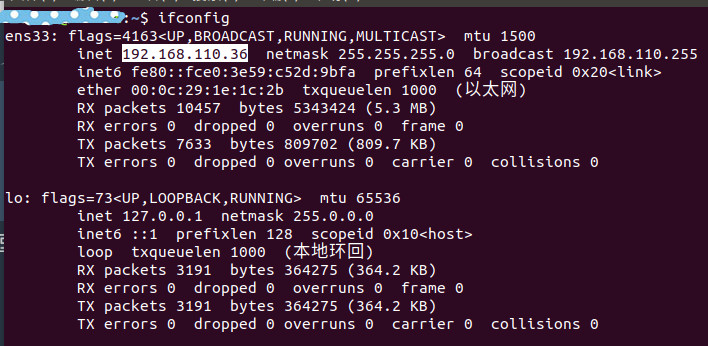 :~$ ifconfig
ens33: flags=4163<UP,BROADCAST,RUNNING,MULTICAST>  mtu 1500
        inet 192.168.110.36  netmask 255.255.255.0  broadcast 192.168.110.255
        inet6 fe80::fce0:3e59:c52d:9bfa  prefixlen 64  scopeid 0x20<link>
        ether 00:0c:29:1e:1c:2b  txqueuelen 1000  (以太网)
        RX packets 10457  bytes 5343424 (5.3 MB)
        RX errors 0  dropped 0  overruns 0  frame 0
        TX packets 7633  bytes 809702 (809.7 KB)
        TX errors 0  dropped 0 overruns 0  carrier 0  collisions 0

lo: flags=73<UP,LOOPBACK,RUNNING>  mtu 65536
        inet 127.0.0.1  netmask 255.0.0.0
        inet6 ::1  prefixlen 128  scopeid 0x10<host>
        loop  txqueuelen 1000  (本地环回)
        RX packets 3191  bytes 364275 (364.2 KB)
        RX errors 0  dropped 0  overruns 0  frame 0
        TX packets 3191  bytes 364275 (364.2 KB)
        TX errors 0  dropped 0 overruns 0  carrier 0  collisions 0